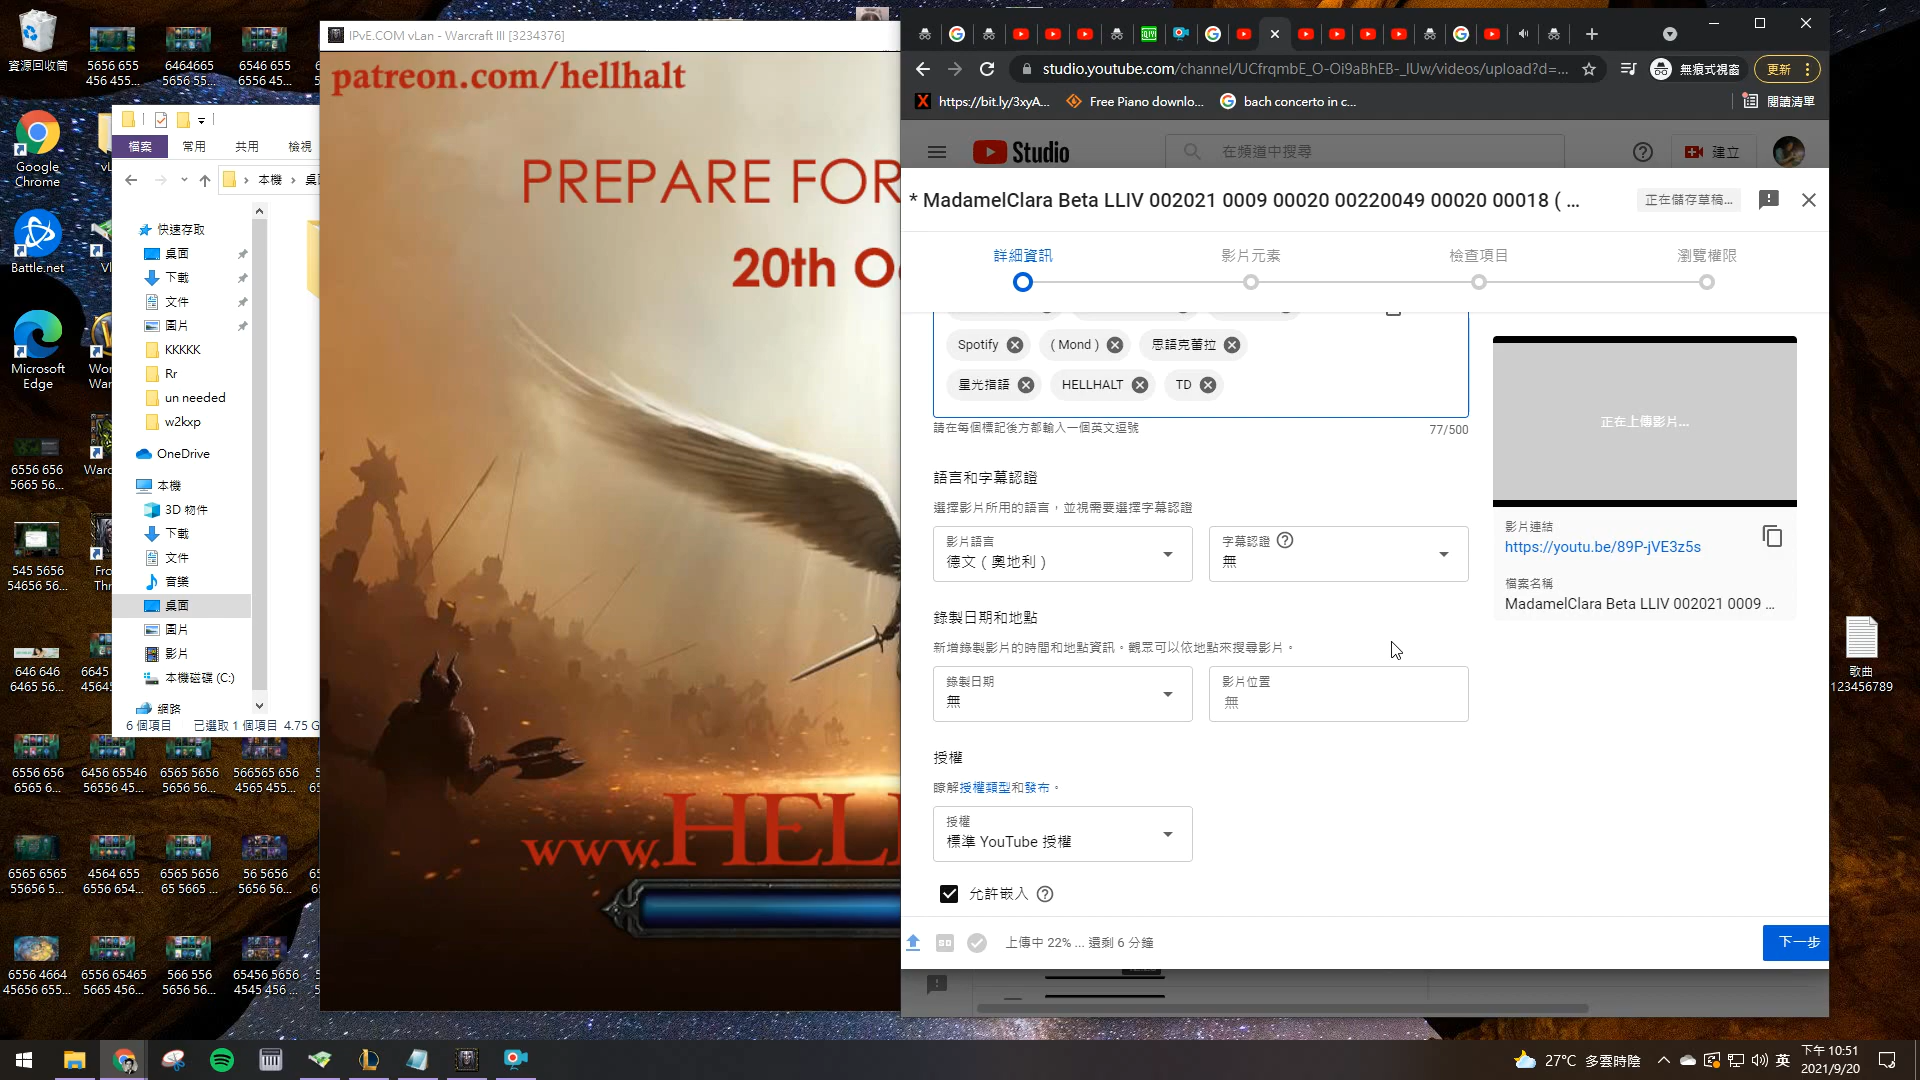 IPvE.COM vLan - Warcraft III [3234376]
patreon.com/hellhalt
PREPARE FOR
20th Oc
www.HELL
資源回收筒
5656 655
456 455...
6464665
5656 55...
6546 655
6556 45...
Google
Chrome
Battle.net
Microsoft
Edge
6556 656
5665 56...
545 5656
54656 56...
646 646
6465 56...
6556 656
6565 6...
6456 65546
56556 45...
6565 5656
5656 56...
566565 656
4565 455...
6565 6565
55656 5...
4564 655
6556 654...
6565 5656
65 5665...
56 5656
5656 56...
6556 4664
45656 655...
6556 65465
5665 456...
566 556
5656 56...
65456 5656
4545 456 ...
檔案
常用
共用
檢視
本機
快速存取
桌面
下載
文件
圖片
KKKKK
Rr
un needed
w2kxp
OneDrive
本機
3D 物件
下載
文件
音樂
桌面
圖片
影片
本機磁碟 (C:)
網路
6 個項目
已選取 1 個項目
4.75 G
studio.youtube.com/channel/UCfrqmbE_O-Oi9aBhEB-_lUw/videos/upload?d=...
無痕式視窗
更新
https://bit.ly/3xyA...
Free Piano downlo...
bach concerto in c...
閱讀清單
Studio
在頻道中搜尋
建立
* MadamelClara Beta LLIV 002021 0009 00020 00220049 00020 00018 ( ...
正在儲存草稿...
詳細資訊
影片元素
檢查項目
瀏覽權限
Spotify
( Mond )
思語克蕾拉
星光指語
HELLHALT
TD
請在每個標記後方都輸入一個英文逗號
77/500
語言和字幕認證
選擇影片所用的語言，並視需要選擇字幕認證
影片語言
德文 ( 奧地利 )
字幕認證
無
錄製日期和地點
新增錄製影片的時間和地點資訊。觀眾可以依地點來搜尋影片。
錄製日期
無
影片位置
無
授權
瞭解授權類型和發布。
授權
標準 YouTube 授權
允許嵌入
上傳中 22% ... 還剩 6 分鐘
下一步
正在上傳影片...
影片連結
https://youtu.be/89P-jVE3z5s
檔案名稱
MadamelClara Beta LLIV 002021 0009 ...
歌曲
123456789
27°C
多雲時陰
英
下午 10:51
2021/9/20